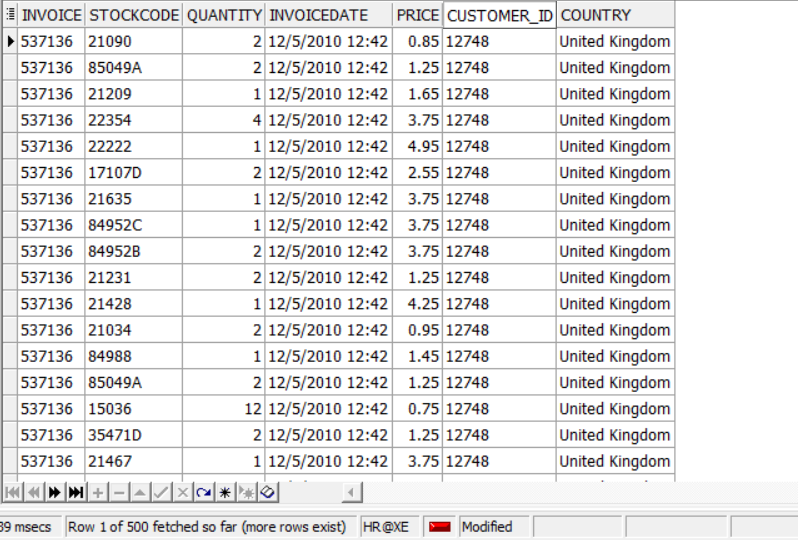 INVOICE STOCKCODE QUANTITY INVOICEDATE PRICE CUSTOMER_ID COUNTRY
537136 21090 2 12/5/2010 12:42 0.85 12748 United Kingdom
537136 85049A 2 12/5/2010 12:42 1.25 12748 United Kingdom
537136 21209 1 12/5/2010 12:42 1.65 12748 United Kingdom
537136 22354 4 12/5/2010 12:42 3.75 12748 United Kingdom
537136 22222 1 12/5/2010 12:42 4.95 12748 United Kingdom
537136 17107D 2 12/5/2010 12:42 2.55 12748 United Kingdom
537136 21635 1 12/5/2010 12:42 3.75 12748 United Kingdom
537136 84952C 1 12/5/2010 12:42 3.75 12748 United Kingdom
537136 84952B 2 12/5/2010 12:42 3.75 12748 United Kingdom
537136 21231 2 12/5/2010 12:42 1.25 12748 United Kingdom
537136 21428 1 12/5/2010 12:42 4.25 12748 United Kingdom
537136 21034 2 12/5/2010 12:42 0.95 12748 United Kingdom
537136 84988 1 12/5/2010 12:42 1.45 12748 United Kingdom
537136 85049A 2 12/5/2010 12:42 1.25 12748 United Kingdom
537136 15036 12 12/5/2010 12:42 0.75 12748 United Kingdom
537136 35471D 2 12/5/2010 12:42 1.25 12748 United Kingdom
537136 21467 1 12/5/2010 12:42 3.75 12748 United Kingdom
39 msecs Row 1 of 500 fetched so far (more rows exist) HR@XE Modified